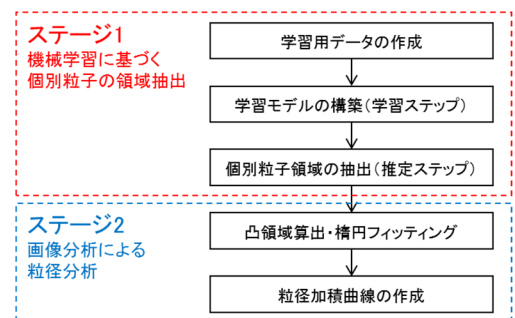 ステージ1
機械学習に基づく
個別粒子の領域抽出
学習用データの作成
学習モデルの構築（学習ステップ）
個別粒子領域の抽出（推定ステップ）
ステージ2
画像分析による
粒径分析
凸領域算出・楕円フィッティング
粒径加積曲線の作成